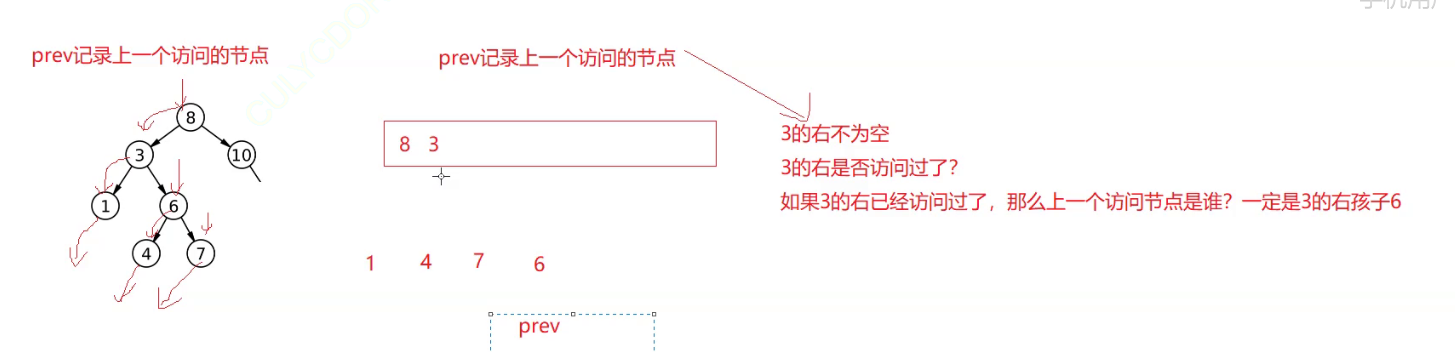 手机用户
prev记录上一个访问的节点
prev记录上一个访问的节点
8
3
10
1
6
4
7
8 3
3的右不为空
3的右是否访问过了?
如果3的右已经访问过了，那么上一个访问节点是谁？一定是3的右孩子6
1 4 7 6
prev